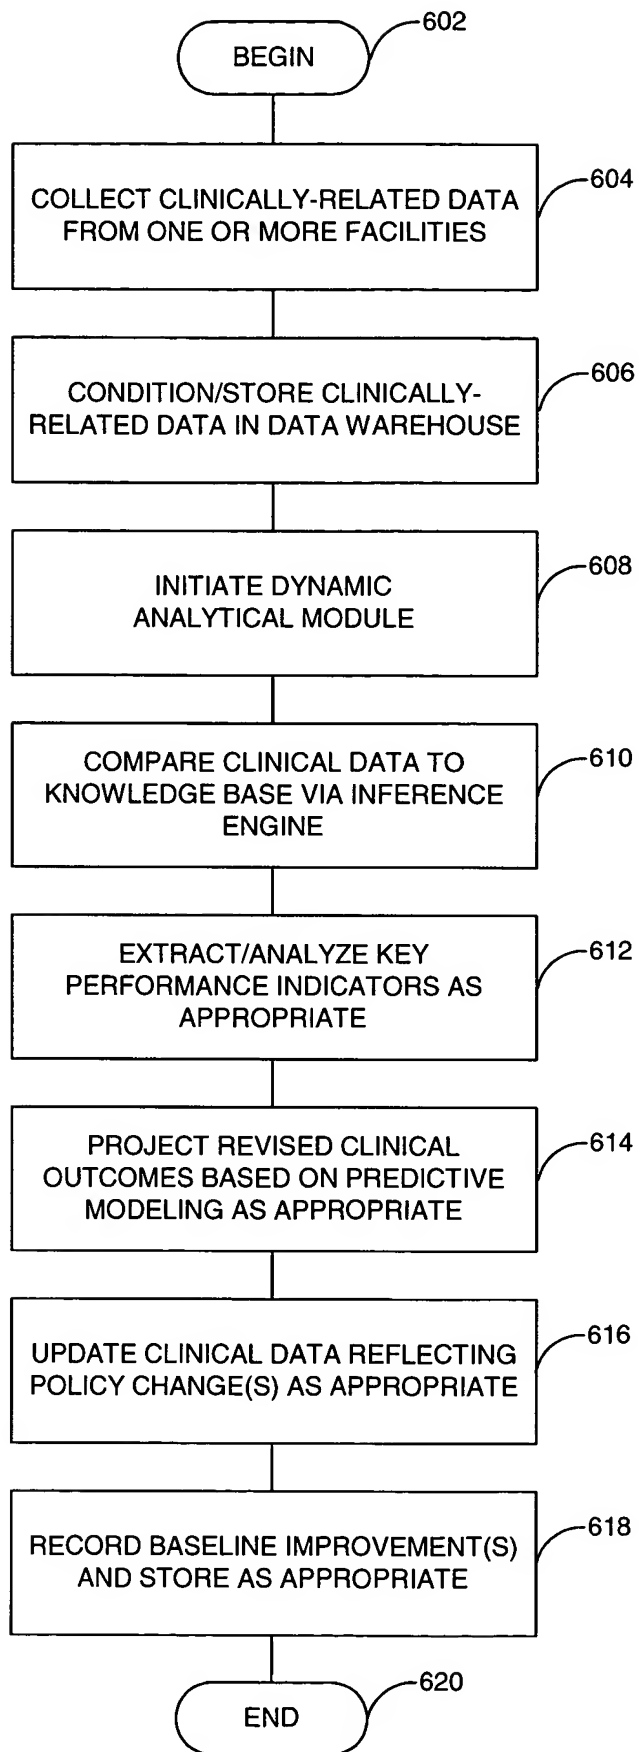 BEGIN
602
COLLECT CLINICALLY-RELATED DATA
FROM ONE OR MORE FACILITIES
604
CONDITION/STORE CLINICALLY-
RELATED DATA IN DATA WAREHOUSE
606
INITIATE DYNAMIC
ANALYTICAL MODULE
608
COMPARE CLINICAL DATA TO
KNOWLEDGE BASE VIA INFERENCE
ENGINE
610
EXTRACT/ANALYZE KEY
PERFORMANCE INDICATORS AS
APPROPRIATE
612
PROJECT REVISED CLINICAL
OUTCOMES BASED ON PREDICTIVE
MODELING AS APPROPRIATE
614
UPDATE CLINICAL DATA REFLECTING
POLICY CHANGE(S) AS APPROPRIATE
616
RECORD BASELINE IMPROVEMENT(S)
AND STORE AS APPROPRIATE
618
END
620